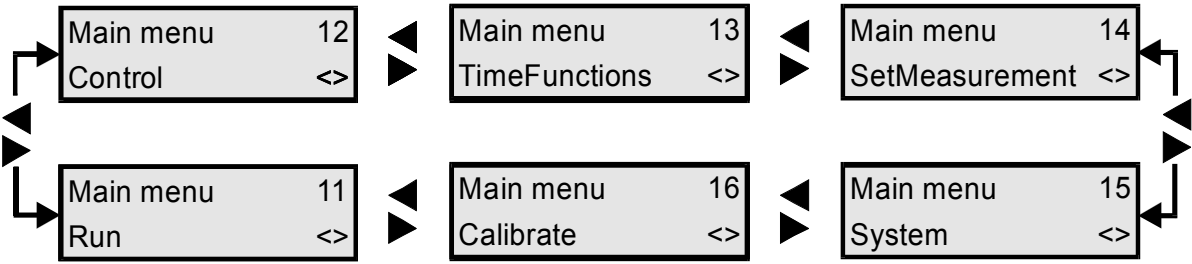 Main menu 12
Control <>
Main menu 13
TimeFunctions <>
Main menu 14
SetMeasurement <>
Main menu 11
Run <>
Main menu 16
Calibrate <>
Main menu 15
System <>